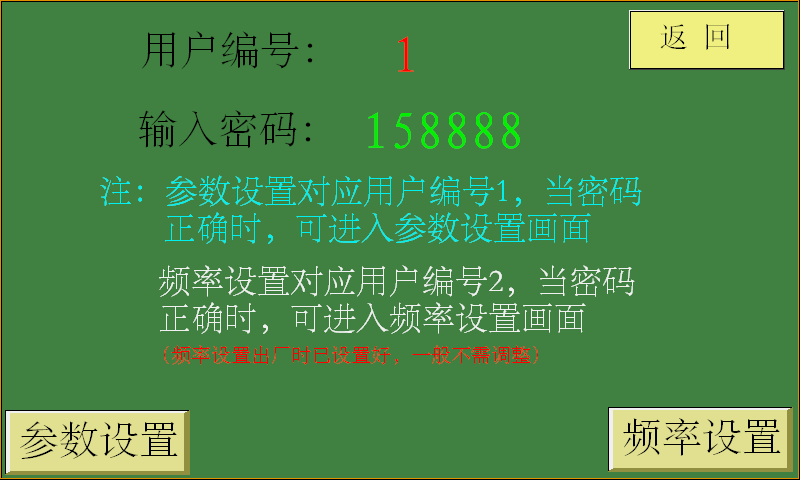 用户编号: 1
返 回
输入密码: 158888
注: 参数设置对应用户编号1, 当密码
正确时, 可进入参数设置画面
频率设置对应用户编号2, 当密码
正确时, 可进入频率设置画面
(频率设置出厂时已设置好, 一般不需调整)
参数设置
频率设置